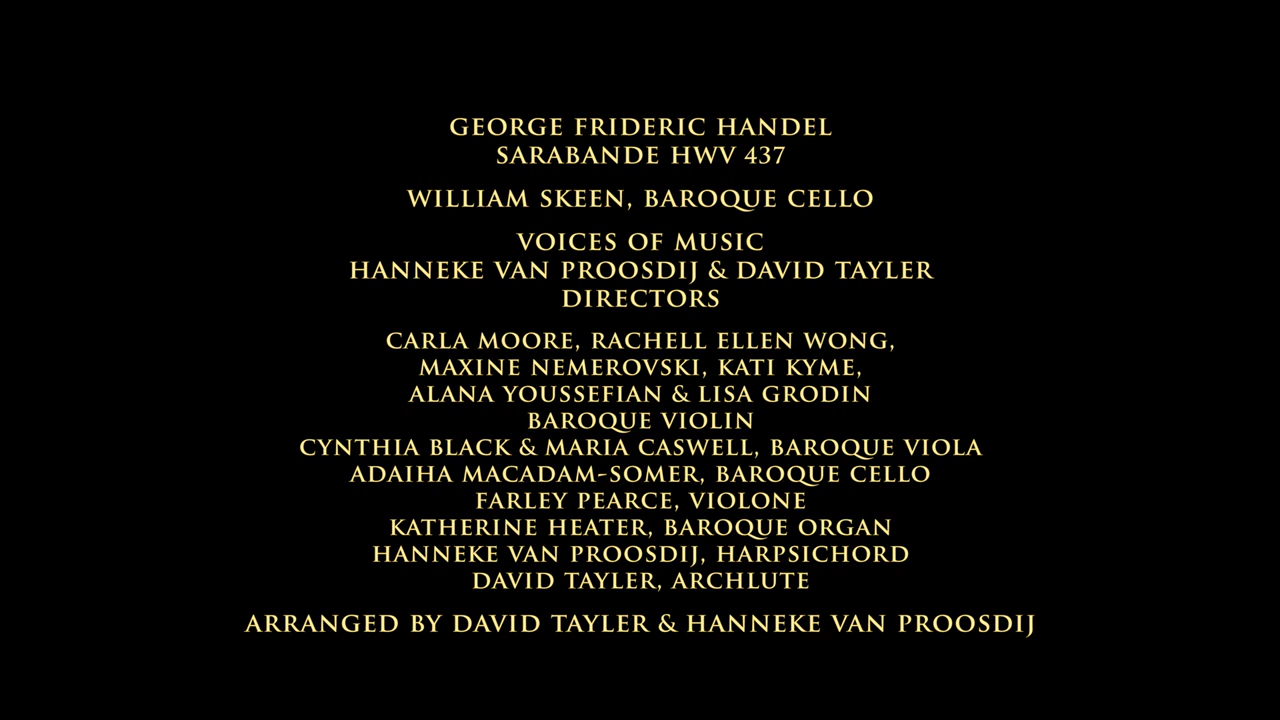 GEORGE FRIDERIC HANDEL
SARABANDE HWV 437
WILLIAM SKEEN, BAROQUE CELLO
VOICES OF MUSIC
HANNEKE VAN PROOSDIJ & DAVID TAYLER
DIRECTORS
CARLA MOORE, RACHELL ELLEN WONG,
MAXINE NEMEROVSKI, KATI KYME,
ALANA YOUSSEFIAN & LISA GRODIN
BAROQUE VIOLIN
CYNTHIA BLACK & MARIA CASWELL, BAROQUE VIOLA
ADAIHA MACADAM-SOMER, BAROQUE CELLO
FARLEY PEARCE, VIOLONE
KATHERINE HEATER, BAROQUE ORGAN
HANNEKE VAN PROOSDIJ, HARPSICHORD
DAVID TAYLER, ARCHLUTE
ARRANGED BY DAVID TAYLER & HANNEKE VAN PROOSDIJ